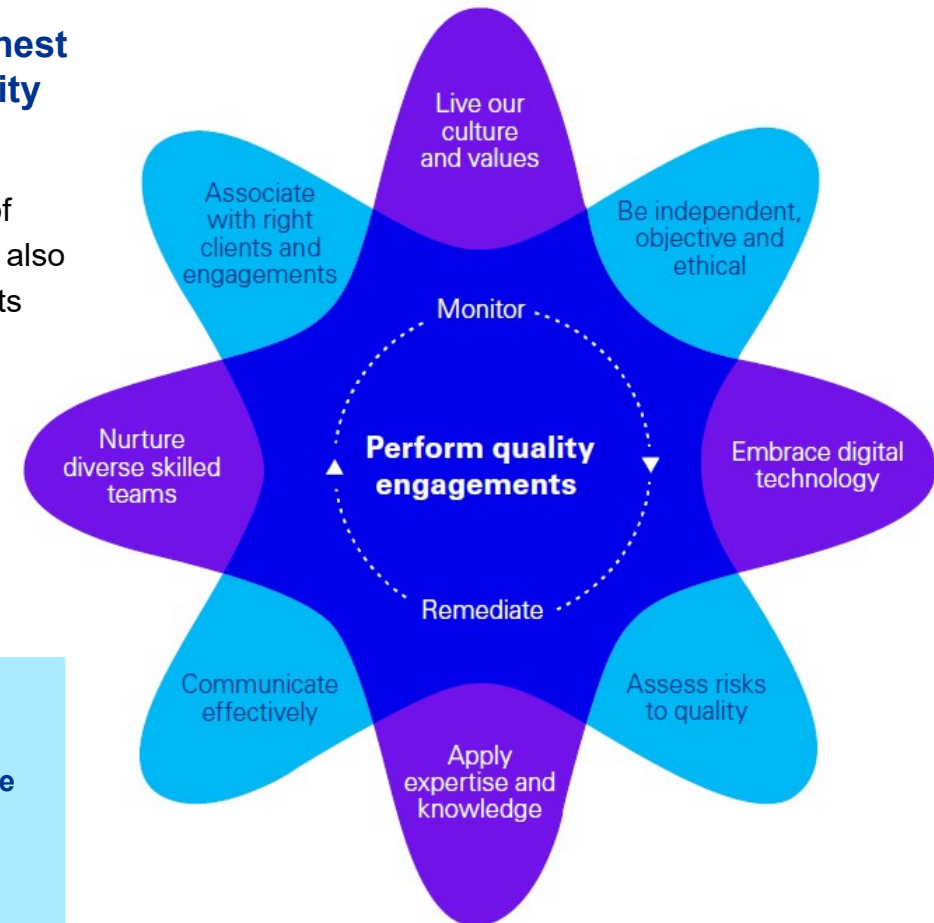 nest
ity
of
also
ts
e
Live our
culture
and values
Be independent,
objective and
ethical
Embrace digital
technology
Assess risks
to quality
Apply
expertise and
knowledge
Communicate
effectively
Nurture
diverse skilled
teams
Associate
with right
clients and
engagements
Monitor
Perform quality
engagements
Remediate